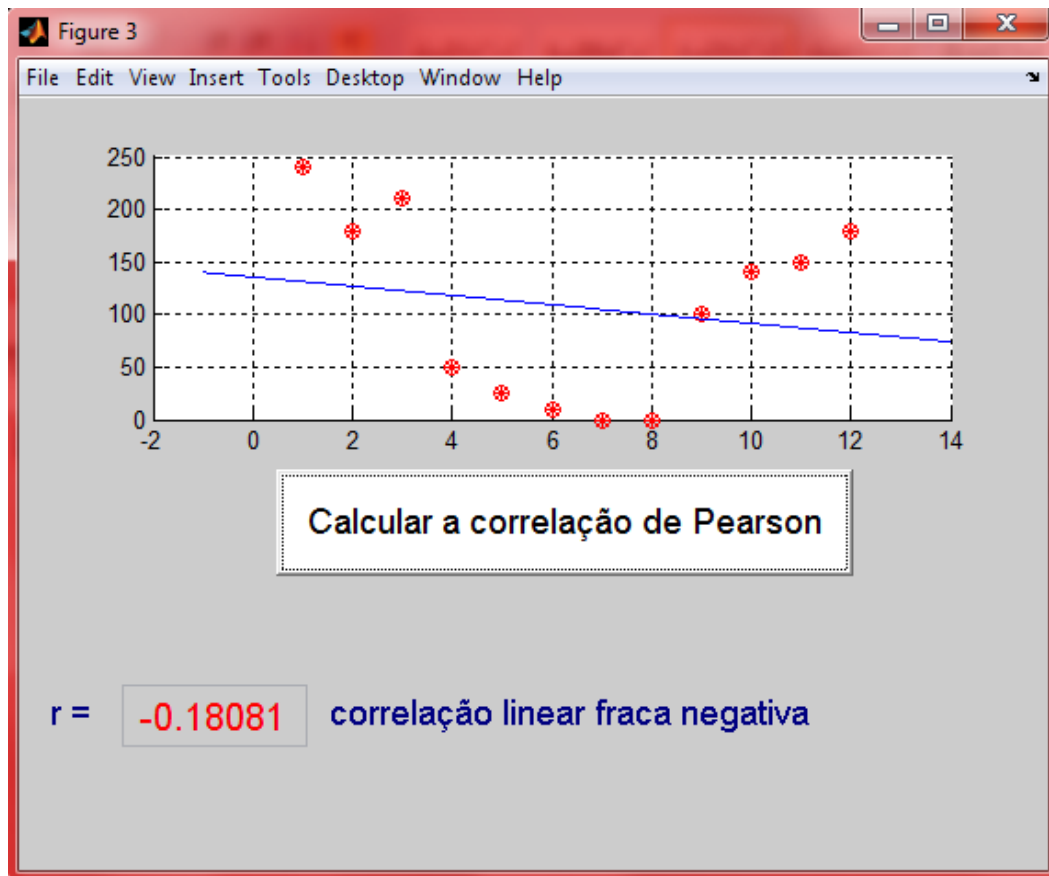 Figure 3
File Edit View Insert Tools Desktop Window Help
250
200
150
100
50
0
-2 0 2 4 6 8 10 12 14
Calcular a correlação de Pearson
r = -0.18081 correlação linear fraca negativa